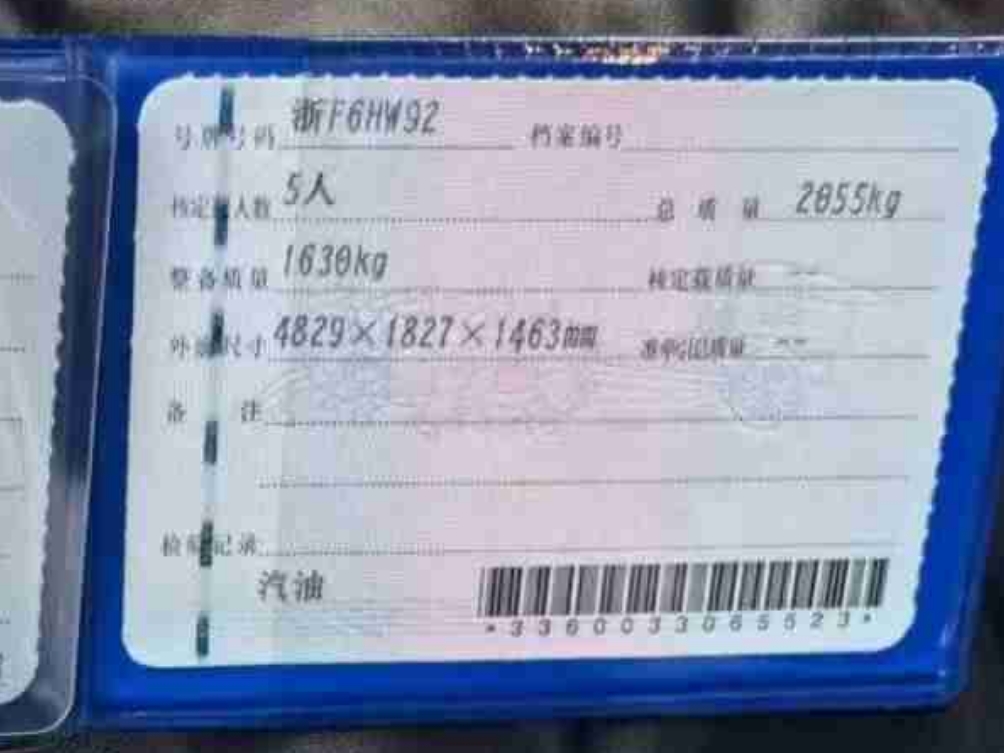 号牌号码 浙F6HW92 档案编号
核定载人数 5人 总质量 2055kg
整备质量 1630kg 核定载质量 --
外廓尺寸 4829×1827×1463mm 准牵引总质量 --
备注
检验记录
汽油
*3360033065523*